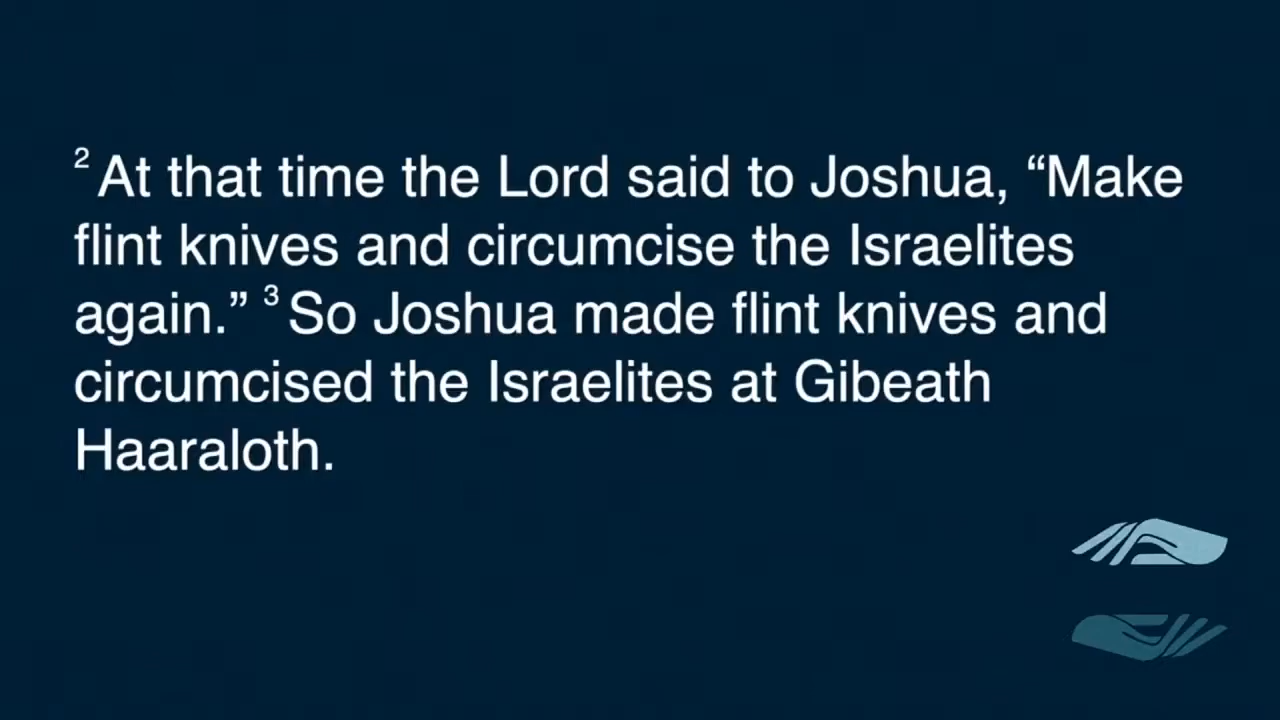 ² At that time the Lord said to Joshua, “Make
flint knives and circumcise the Israelites
again.” ³ So Joshua made flint knives and
circumcised the Israelites at Gibeath
Haaraloth.